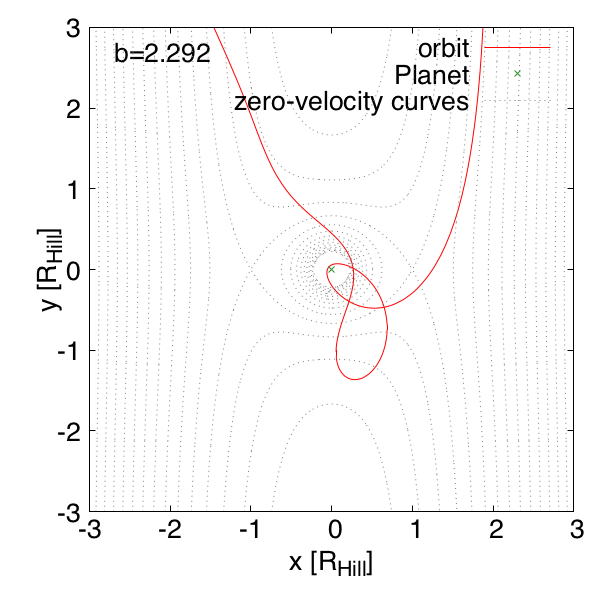 b=2.292
orbit
Planet
zero-velocity curves
3
2
1
0
-1
-2
-3
y [R_Hill]
-3
-2
-1
0
1
2
3
x [R_Hill]